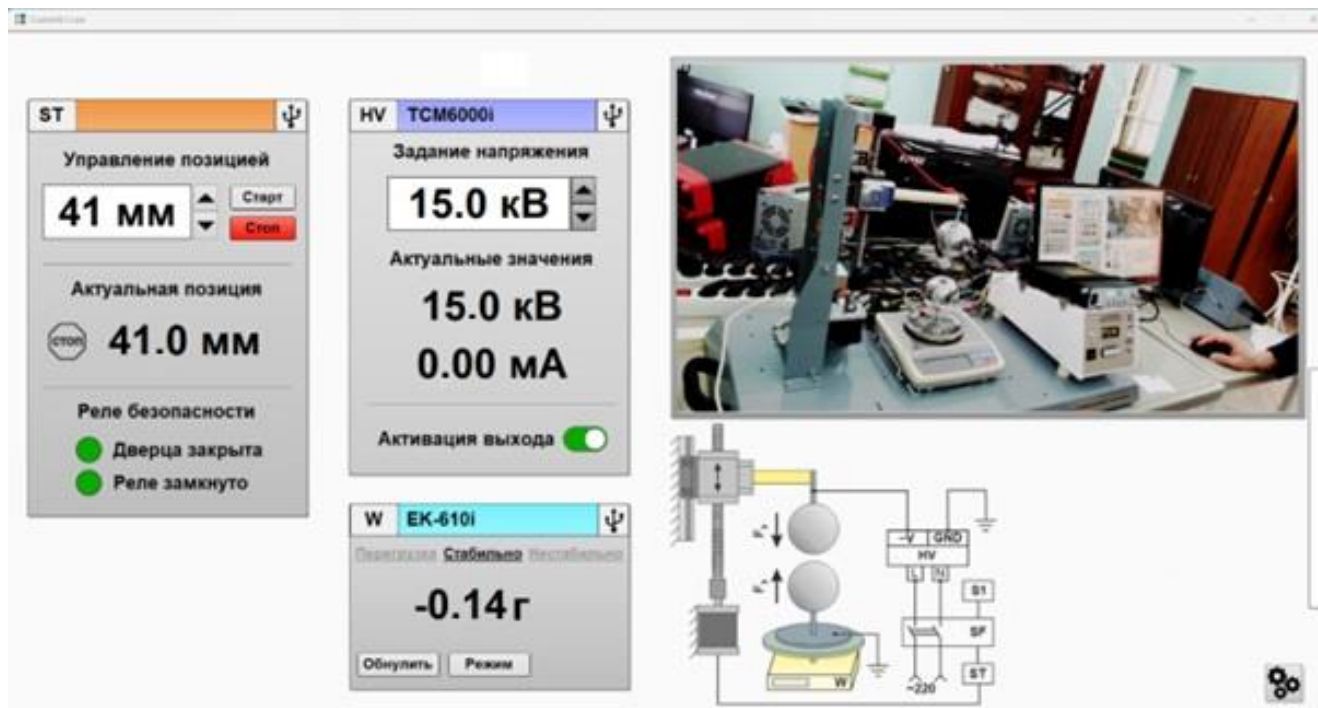 ST
Управление позицией
41 мм
Старт
Стоп
Актуальная позиция
стоп 41.0 мм
Реле безопасности
Дверца закрыта
Реле замкнуто
HV TCM6000i
Задание напряжения
15.0 кВ
Актуальные значения
15.0 кВ
0.00 мА
Активация выхода
W EK-610i
Перегрузка Стабильно Нестабильно
-0.14 г
Обнулить Режим
-V GND
HV
L N
S1
SF
ST
~220
W